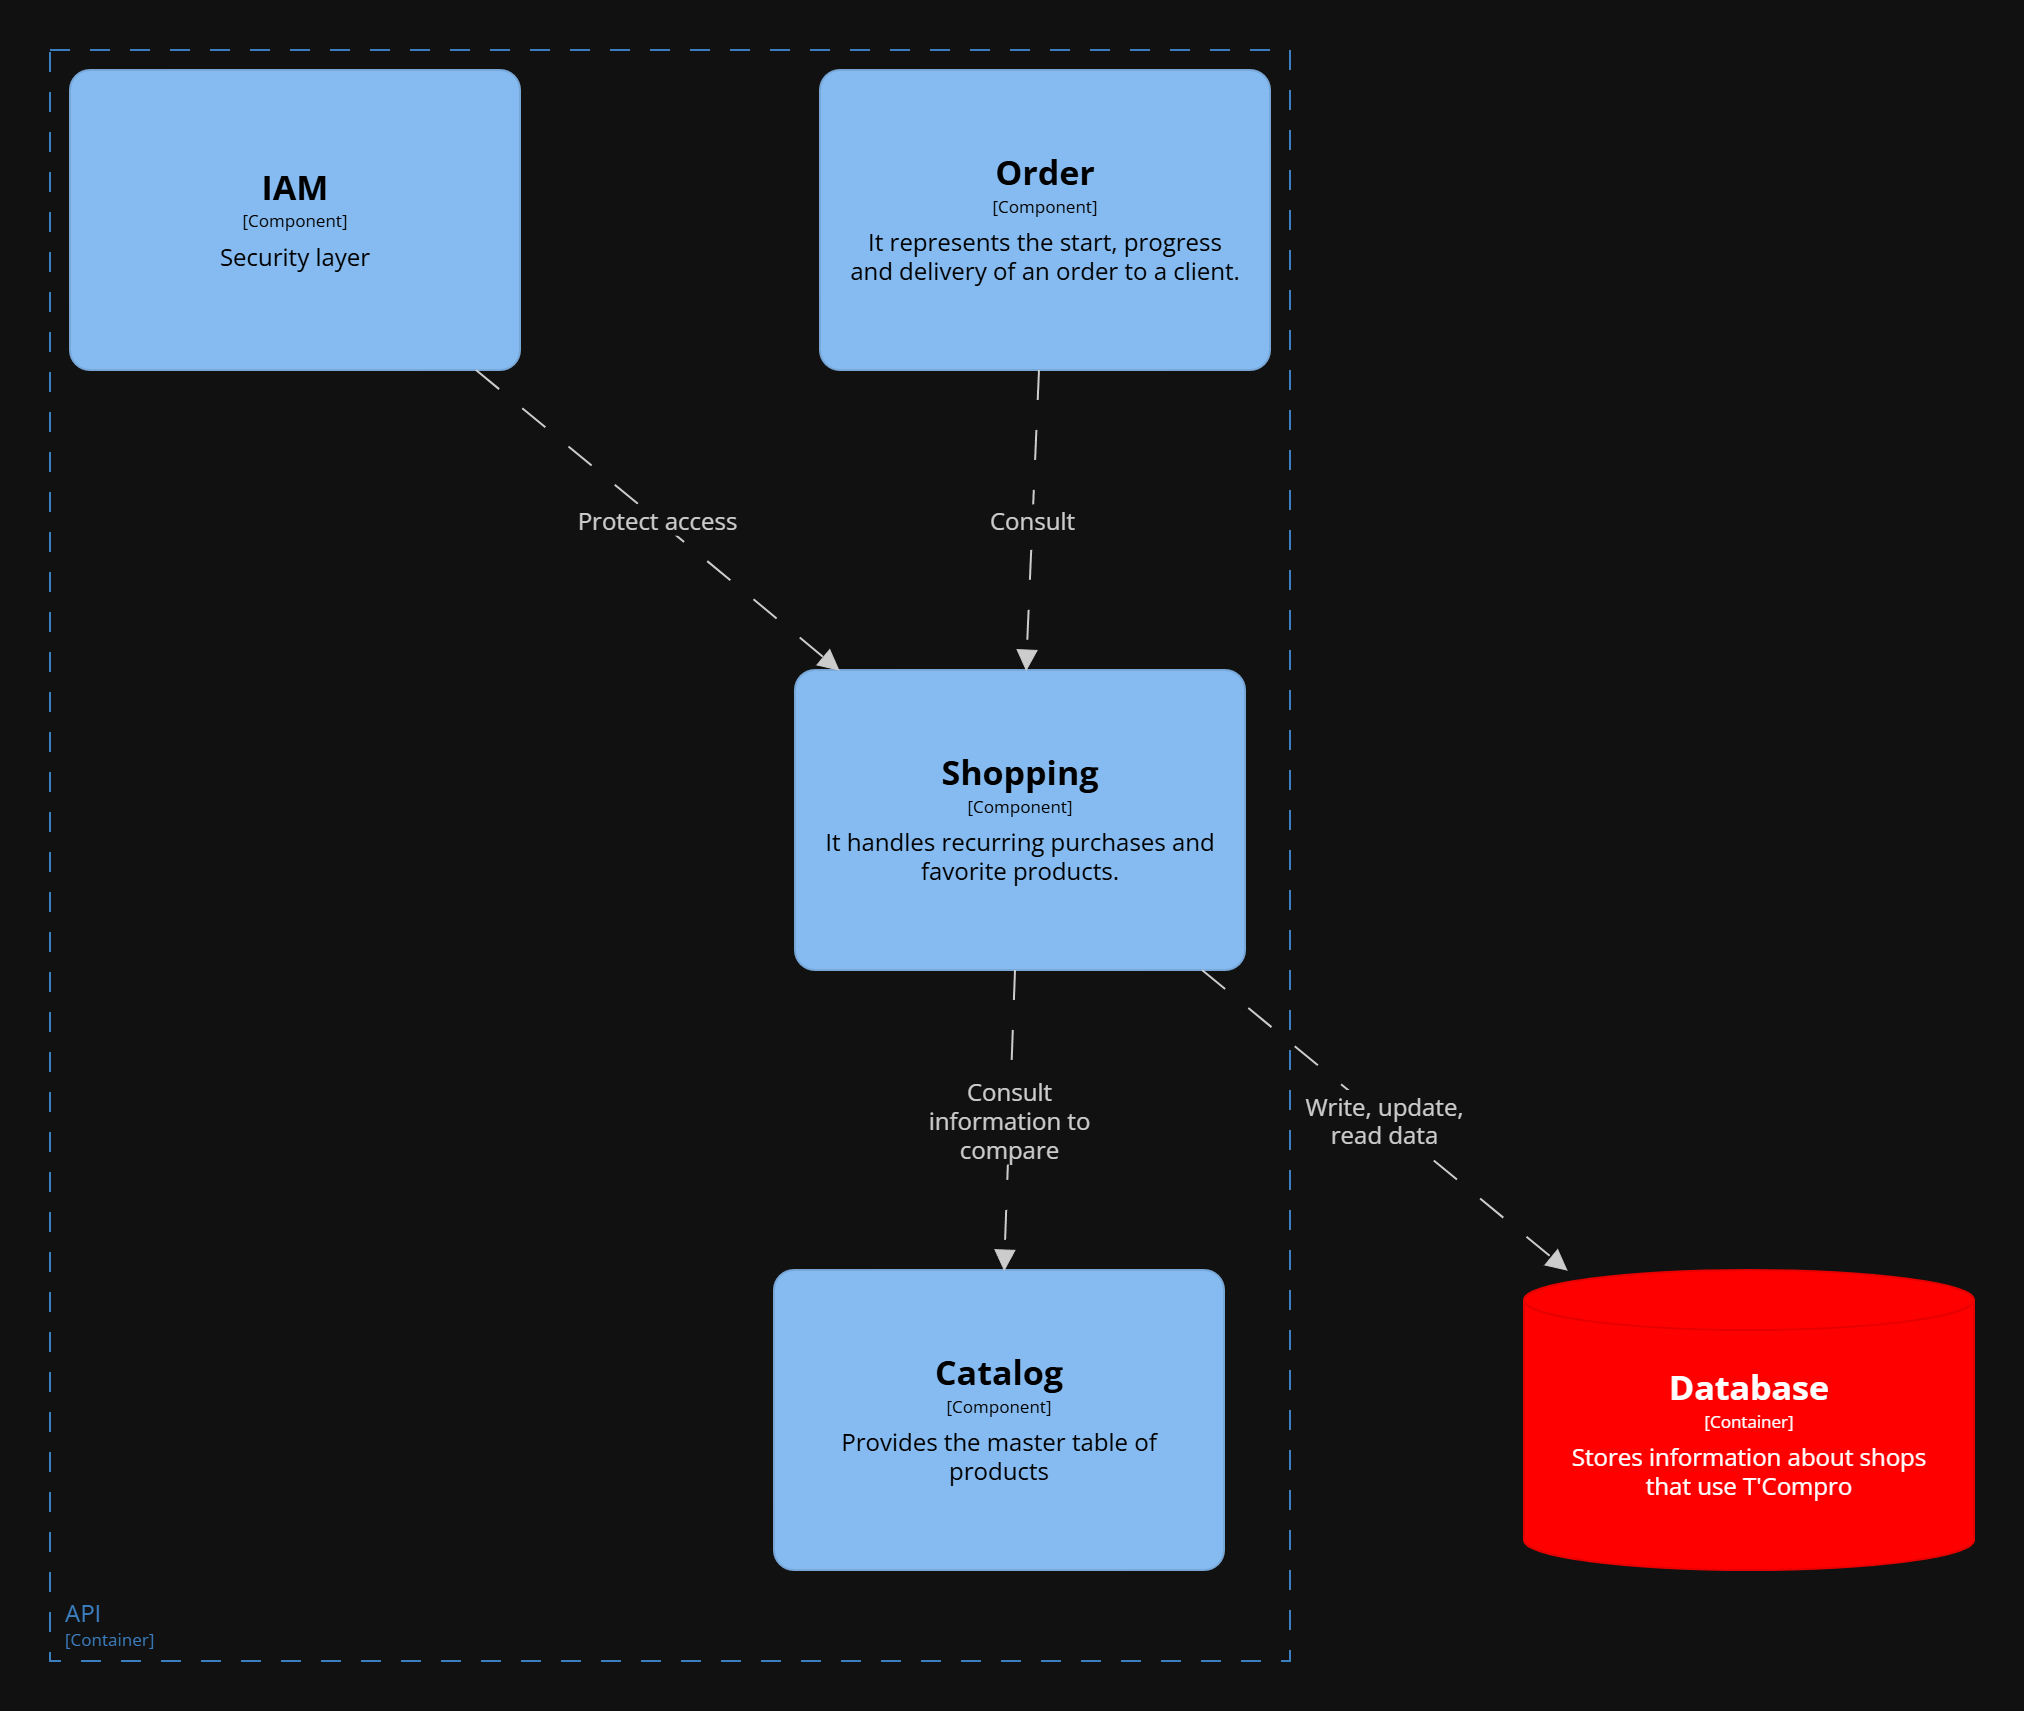 IAM
[Component]
Security layer
Order
[Component]
It represents the start, progress
and delivery of an order to a client.
Protect access
Consult
Shopping
[Component]
It handles recurring purchases and
favorite products.
Consult
information to
compare
Write, update,
read data
Catalog
[Component]
Provides the master table of
products
Database
[Container]
Stores information about shops
that use T'Compro
API
[Container]